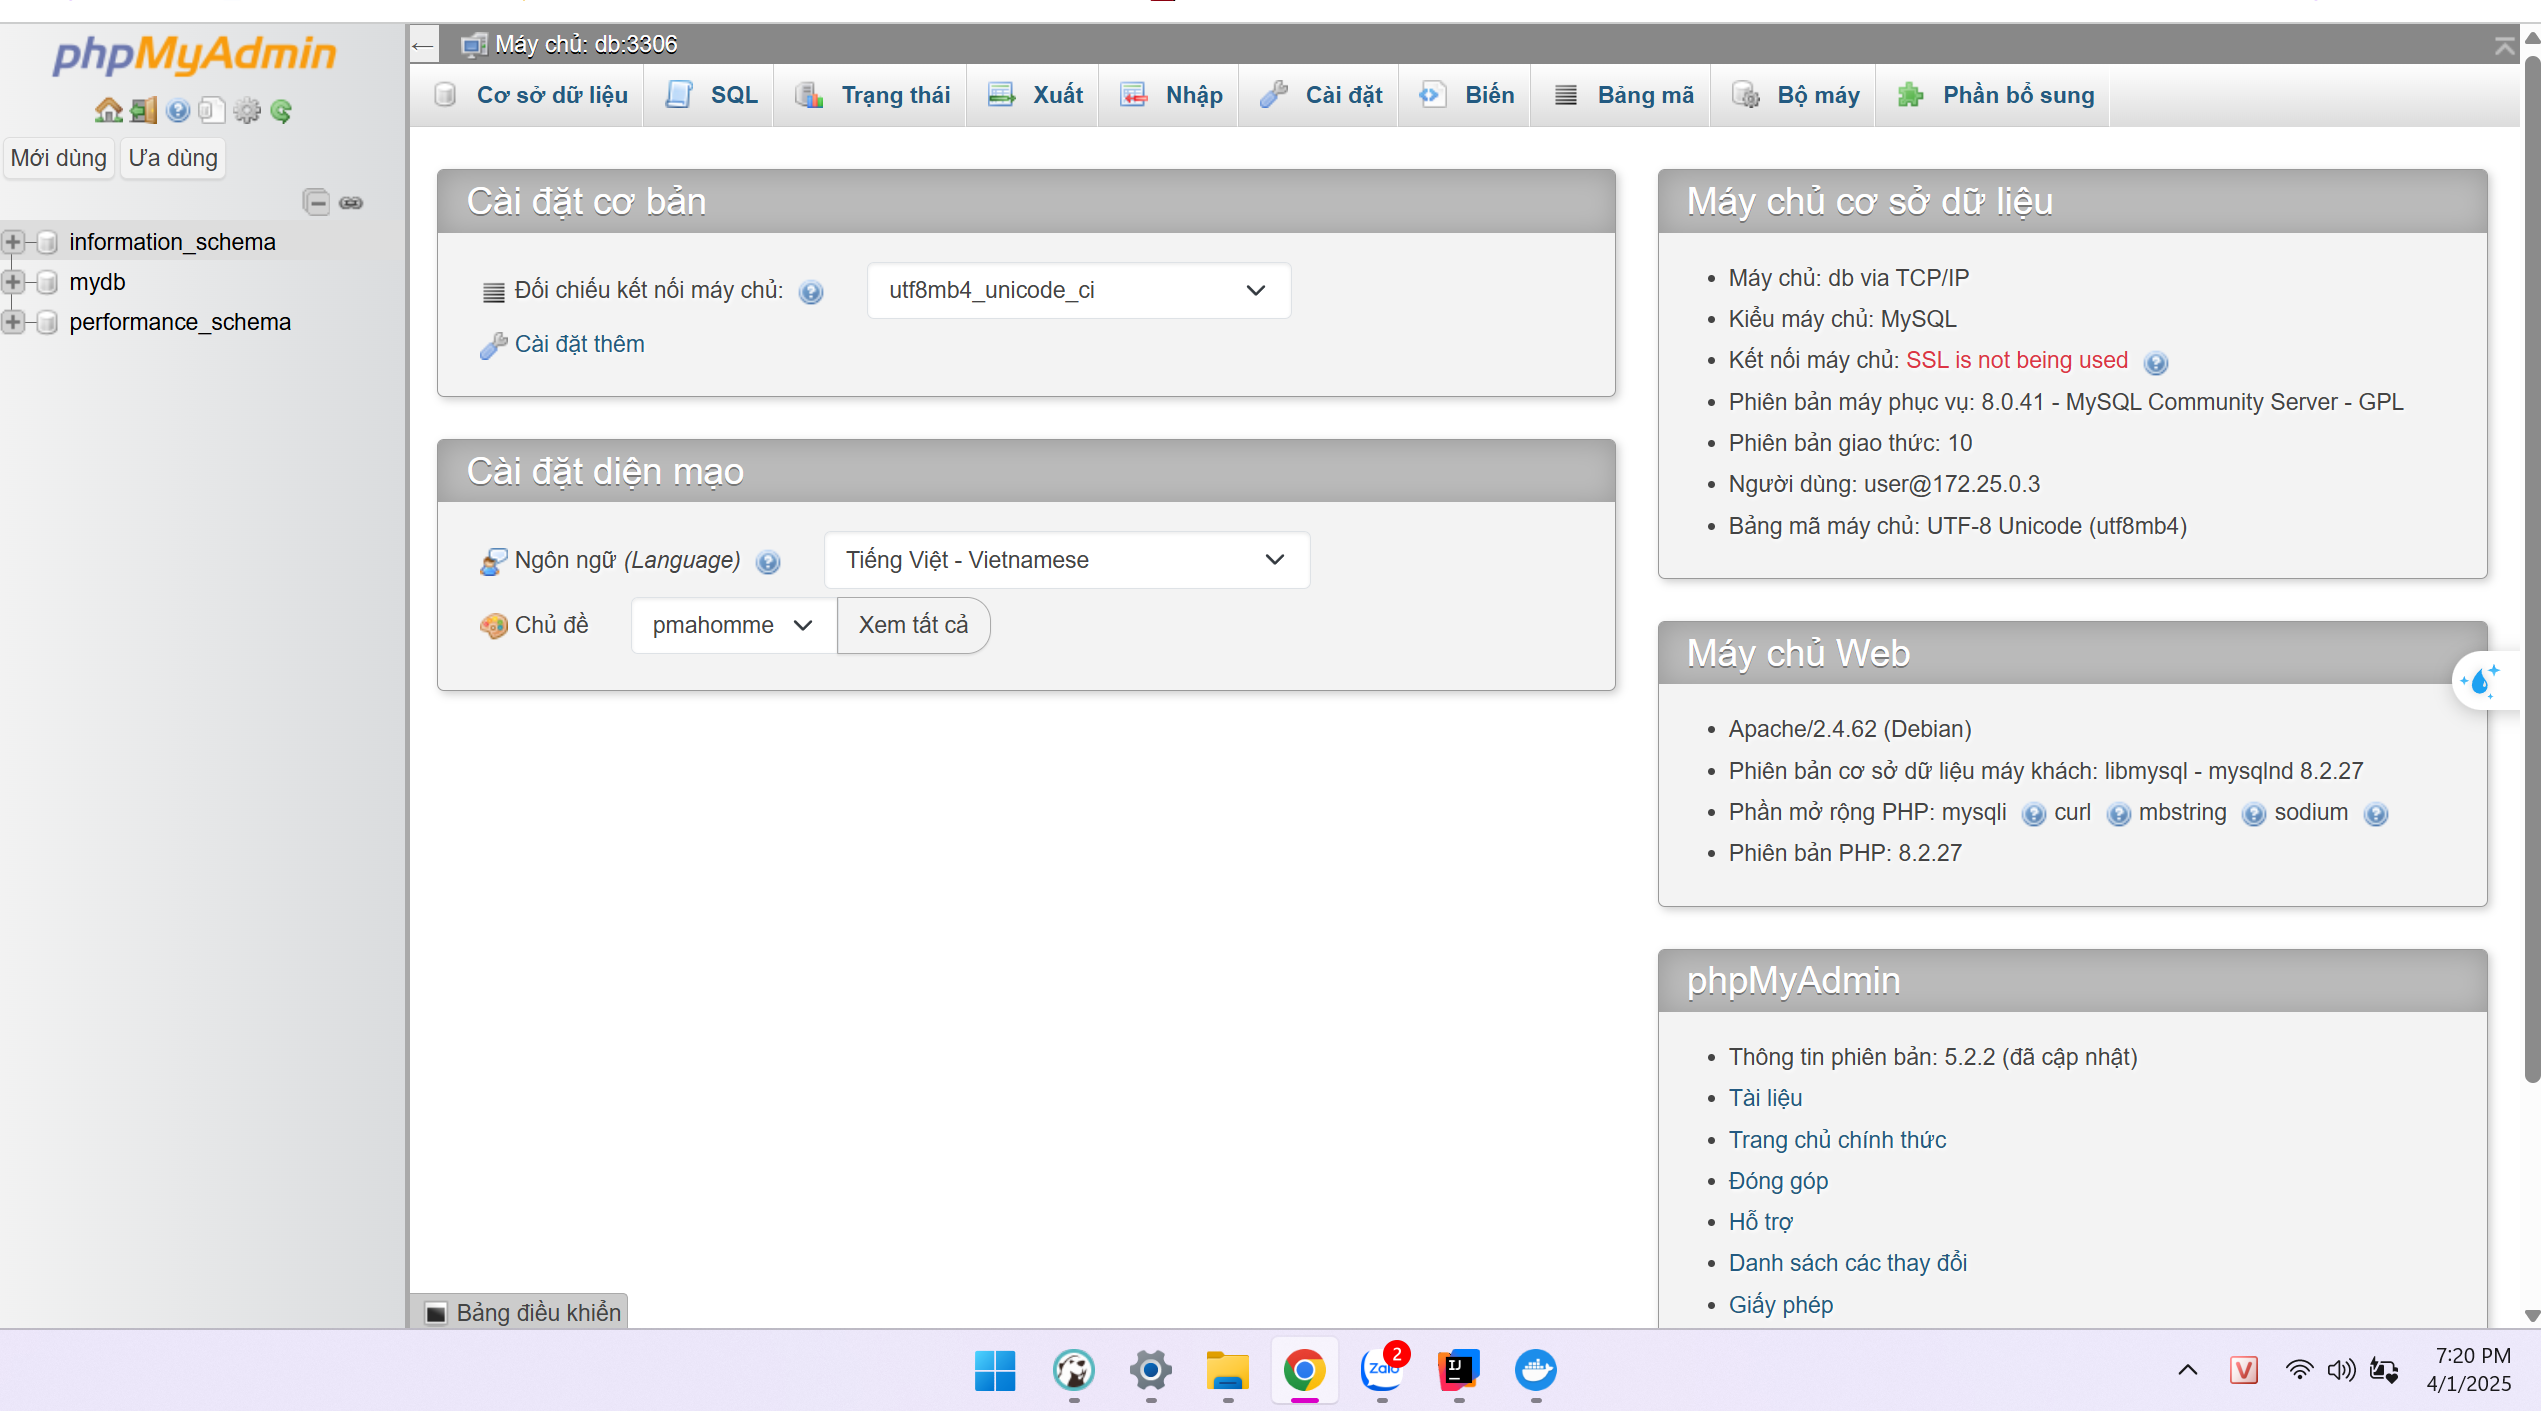 phpMyAdmin
Mới dùng
Ưa dùng
information_schema
mydb
performance_schema
Máy chủ: db:3306
Cơ sở dữ liệu
SQL
Trạng thái
Xuất
Nhập
Cài đặt
Biến
Bảng mã
Bộ máy
Phần bổ sung
Cài đặt cơ bản
Đối chiếu kết nối máy chủ:
utf8mb4_unicode_ci
Cài đặt thêm
Cài đặt diện mạo
Ngôn ngữ (Language)
Tiếng Việt - Vietnamese
Chủ đề
pmahomme
Xem tất cả
Máy chủ cơ sở dữ liệu
Máy chủ: db via TCP/IP
Kiểu máy chủ: MySQL
Kết nối máy chủ: SSL is not being used
Phiên bản máy phục vụ: 8.0.41 - MySQL Community Server - GPL
Phiên bản giao thức: 10
Người dùng: user@172.25.0.3
Bảng mã máy chủ: UTF-8 Unicode (utf8mb4)
Máy chủ Web
Apache/2.4.62 (Debian)
Phiên bản cơ sở dữ liệu máy khách: libmysql - mysqlnd 8.2.27
Phần mở rộng PHP: mysqli curl mbstring sodium
Phiên bản PHP: 8.2.27
phpMyAdmin
Thông tin phiên bản: 5.2.2 (đã cập nhật)
Tài liệu
Trang chủ chính thức
Đóng góp
Hỗ trợ
Danh sách các thay đổi
Giấy phép
Bảng điều khiển
Zalo
2
IJ
V
7:20 PM
4/1/2025